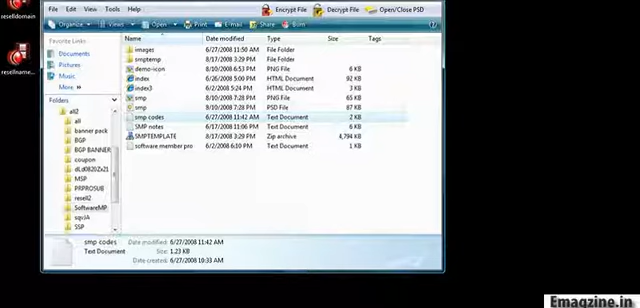 reselldomain
reselname...
File Edit View Tools Help
Encrypt File Decrypt File Open/Close PSD
Organize Views Open Print E-mail Share Burn
Favorite Links
Documents
Pictures
Music
More »
Folders
all2
all
banner pack
BGP
BGP BANNER
coupon
dLd0820Zx21
MSP
PRPROSUB
resell2
SoftwareMP
sqvJA
SSP
Name Date modified Type Size Tags
images 6/27/2008 11:50 AM File Folder
smptemp 8/17/2008 3:29 PM File Folder
demo-icon 8/10/2008 6:53 PM PNG File 6 KB
index 6/26/2008 5:00 PM HTML Document 92 KB
index3 6/2/2008 5:24 PM HTML Document 3 KB
smp 8/10/2008 7:28 PM PNG File 65 KB
smp 8/10/2008 7:28 PM PSD File 87 KB
smp codes 6/27/2008 11:42 AM Text Document 2 KB
SMP notes 6/17/2008 11:06 PM Text Document 6 KB
SMPTEMPLATE 8/17/2008 3:29 PM Zip archive 4,794 KB
software member pro 6/2/2008 6:10 PM Text Document 1 KB
smp codes Date modified: 6/27/2008 11:42 AM
Text Document Size: 1.23 KB
Date created: 6/27/2008 10:33 AM
Emagzine.in